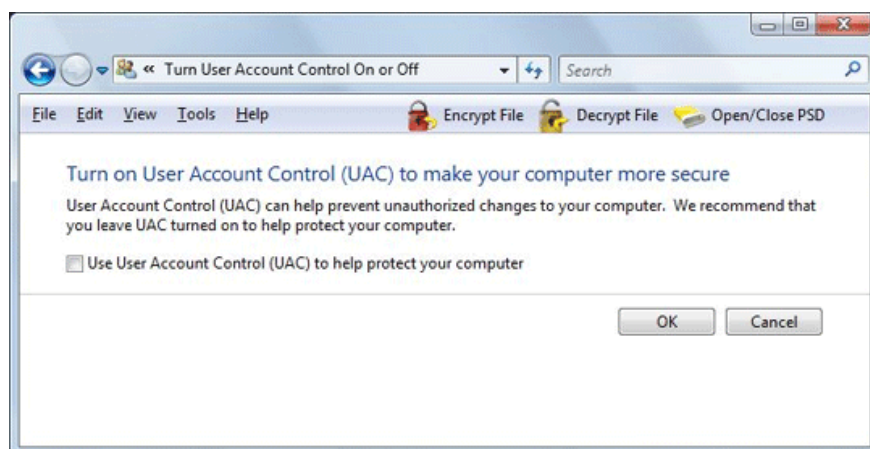 « Turn User Account Control On or Off Search
File Edit View Tools Help Encrypt File Decrypt File Open/Close PSD
Turn on User Account Control (UAC) to make your computer more secure
User Account Control (UAC) can help prevent unauthorized changes to your computer. We recommend that
you leave UAC turned on to help protect your computer.
Use User Account Control (UAC) to help protect your computer
OK Cancel